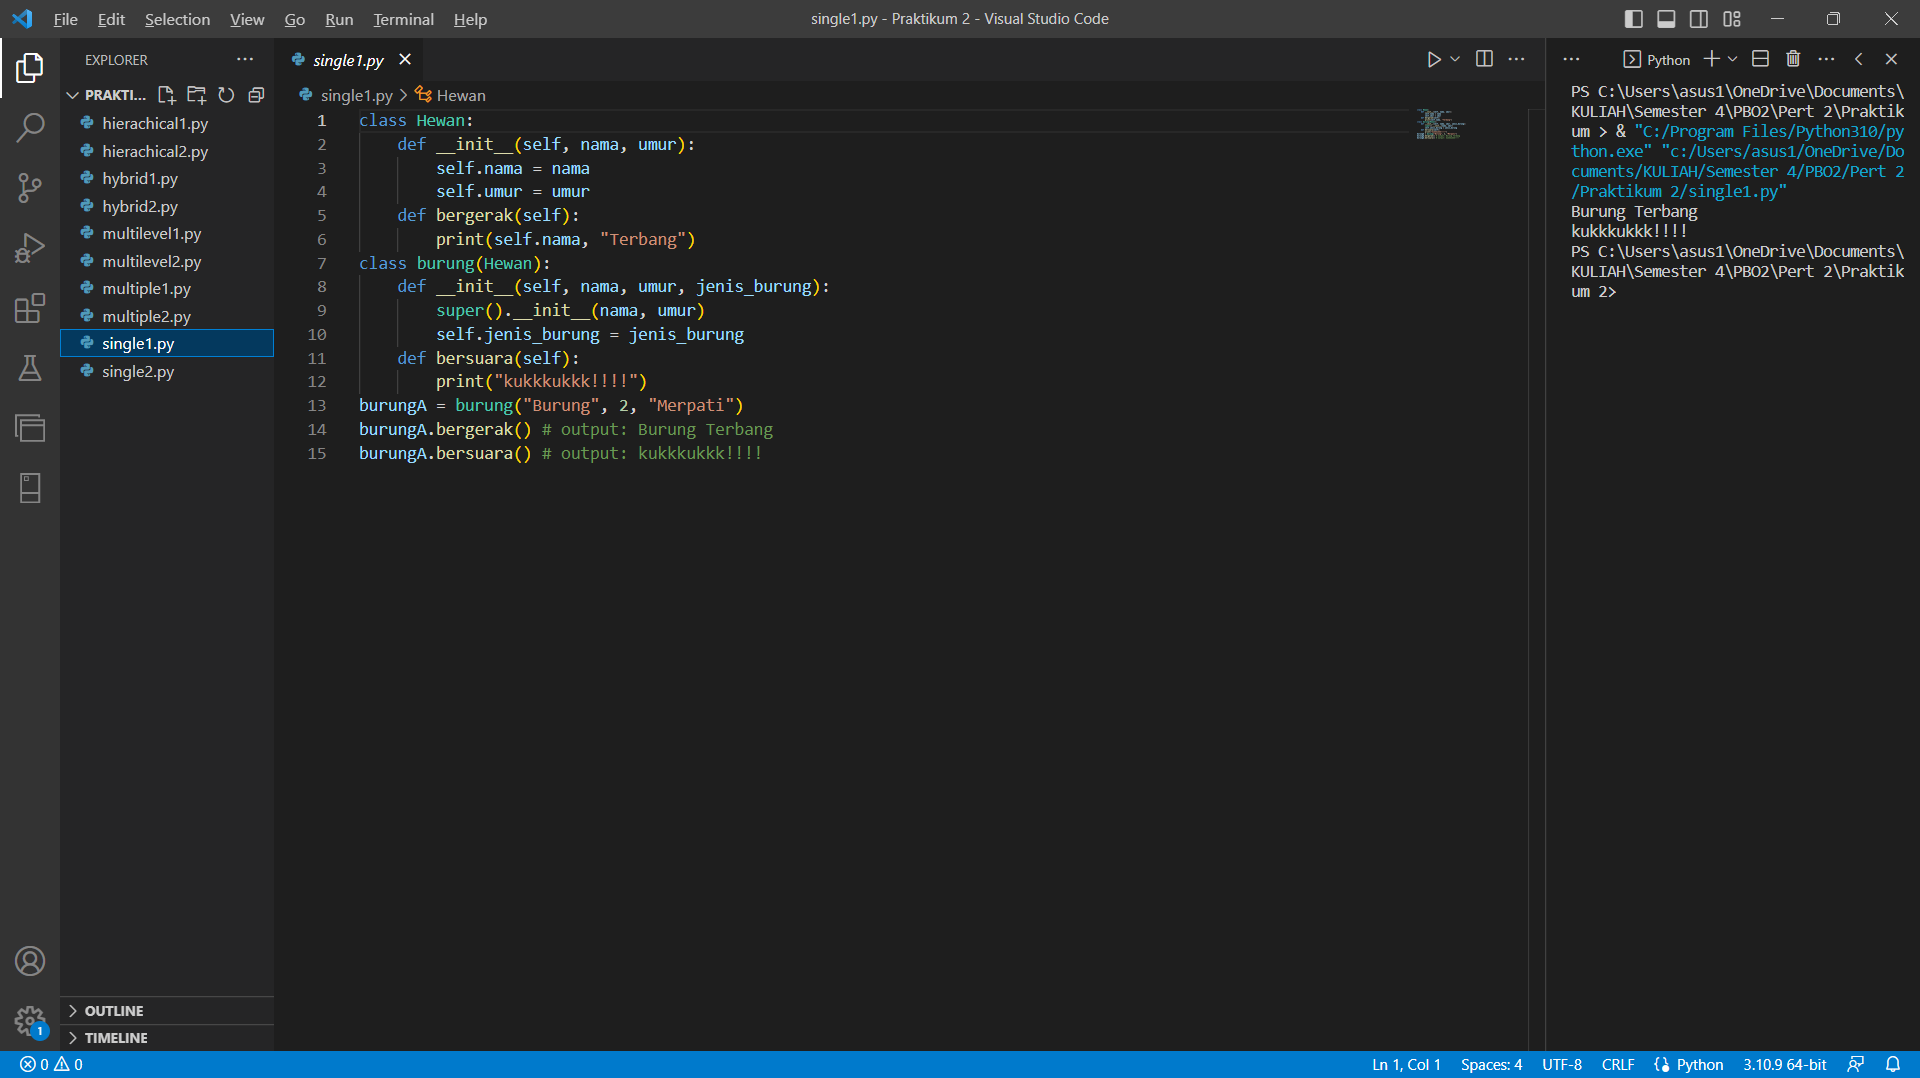 File Edit Selection View Go Run Terminal Help
single1.py - Praktikum 2 - Visual Studio Code
EXPLORER
PRAKTI...
hierachical1.py
hierachical2.py
hybrid1.py
hybrid2.py
multilevel1.py
multilevel2.py
multiple1.py
multiple2.py
single1.py
single2.py
OUTLINE
TIMELINE
1
single1.py
single1.py > Hewan
1 class Hewan:
2 def __init__(self, nama, umur):
3 self.nama = nama
4 self.umur = umur
5 def bergerak(self):
6 print(self.nama, "Terbang")
7 class burung(Hewan):
8 def __init__(self, nama, umur, jenis_burung):
9 super().__init__(nama, umur)
10 self.jenis_burung = jenis_burung
11 def bersuara(self):
12 print("kukkkukkk!!!!")
13 burungA = burung("Burung", 2, "Merpati")
14 burungA.bergerak() # output: Burung Terbang
15 burungA.bersuara() # output: kukkkukkk!!!!
Python
PS C:\Users\asus1\OneDrive\Documents\
KULIAH\Semester 4\PBO2\Pert 2\Praktik
um > & "C:/Program Files/Python310/py
thon.exe" "c:/Users/asus1/OneDrive/Do
cuments/KULIAH/Semester 4/PBO2/Pert 2
/Praktikum 2/single1.py"
Burung Terbang
kukkkukkk!!!!
PS C:\Users\asus1\OneDrive\Documents\
KULIAH\Semester 4\PBO2\Pert 2\Praktik
um 2>
0 0
Ln 1, Col 1 Spaces: 4 UTF-8 CRLF Python 3.10.9 64-bit